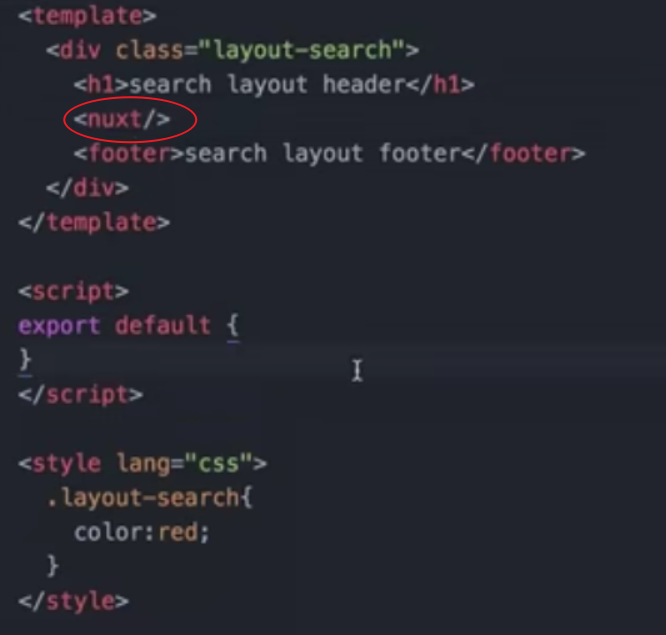 <template>
<div class="layout-search">
<h1>search layout header</h1>
<nuxt/>
<footer>search layout footer</footer>
</div>
</template>
<script>
export default {
}
</script>
<style lang="css">
.layout-search{
color:red;
}
</style>